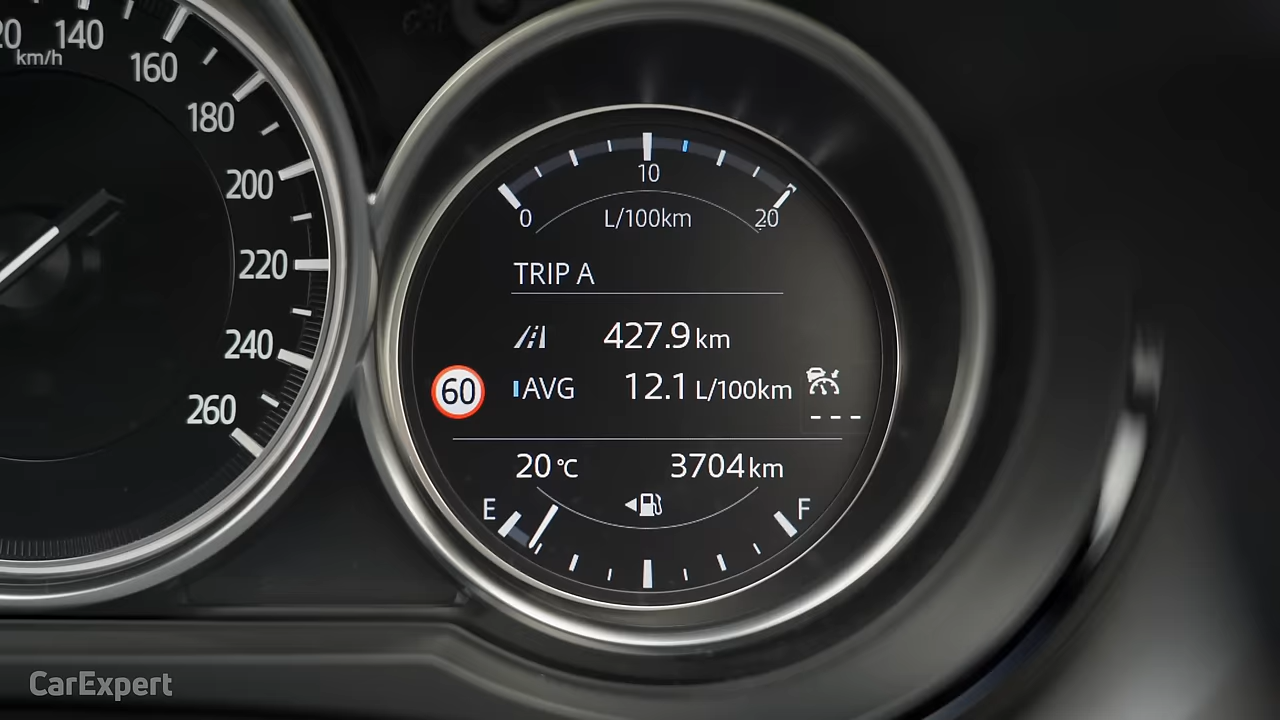 140
km/h
160
180
200
220
240
260
10
0
L/100km
20
TRIP A
427.9 km
60
AVG 12.1 L/100km
- - -
20 °C 3704 km
E
F
CarExpert